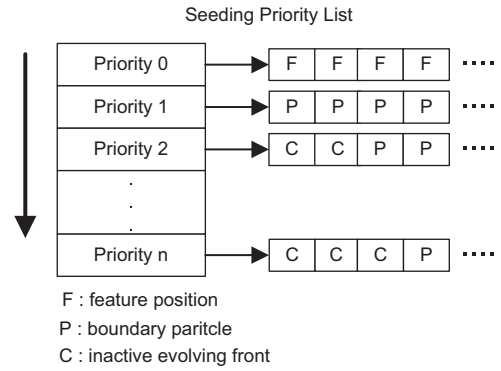 Seeding Priority List
Priority 0 F F F F ....
Priority 1 P P P P ....
Priority 2 C C P P ....
.
.
.
Priority n C C C P ....
F : feature position
P : boundary paritcle
C : inactive evolving front